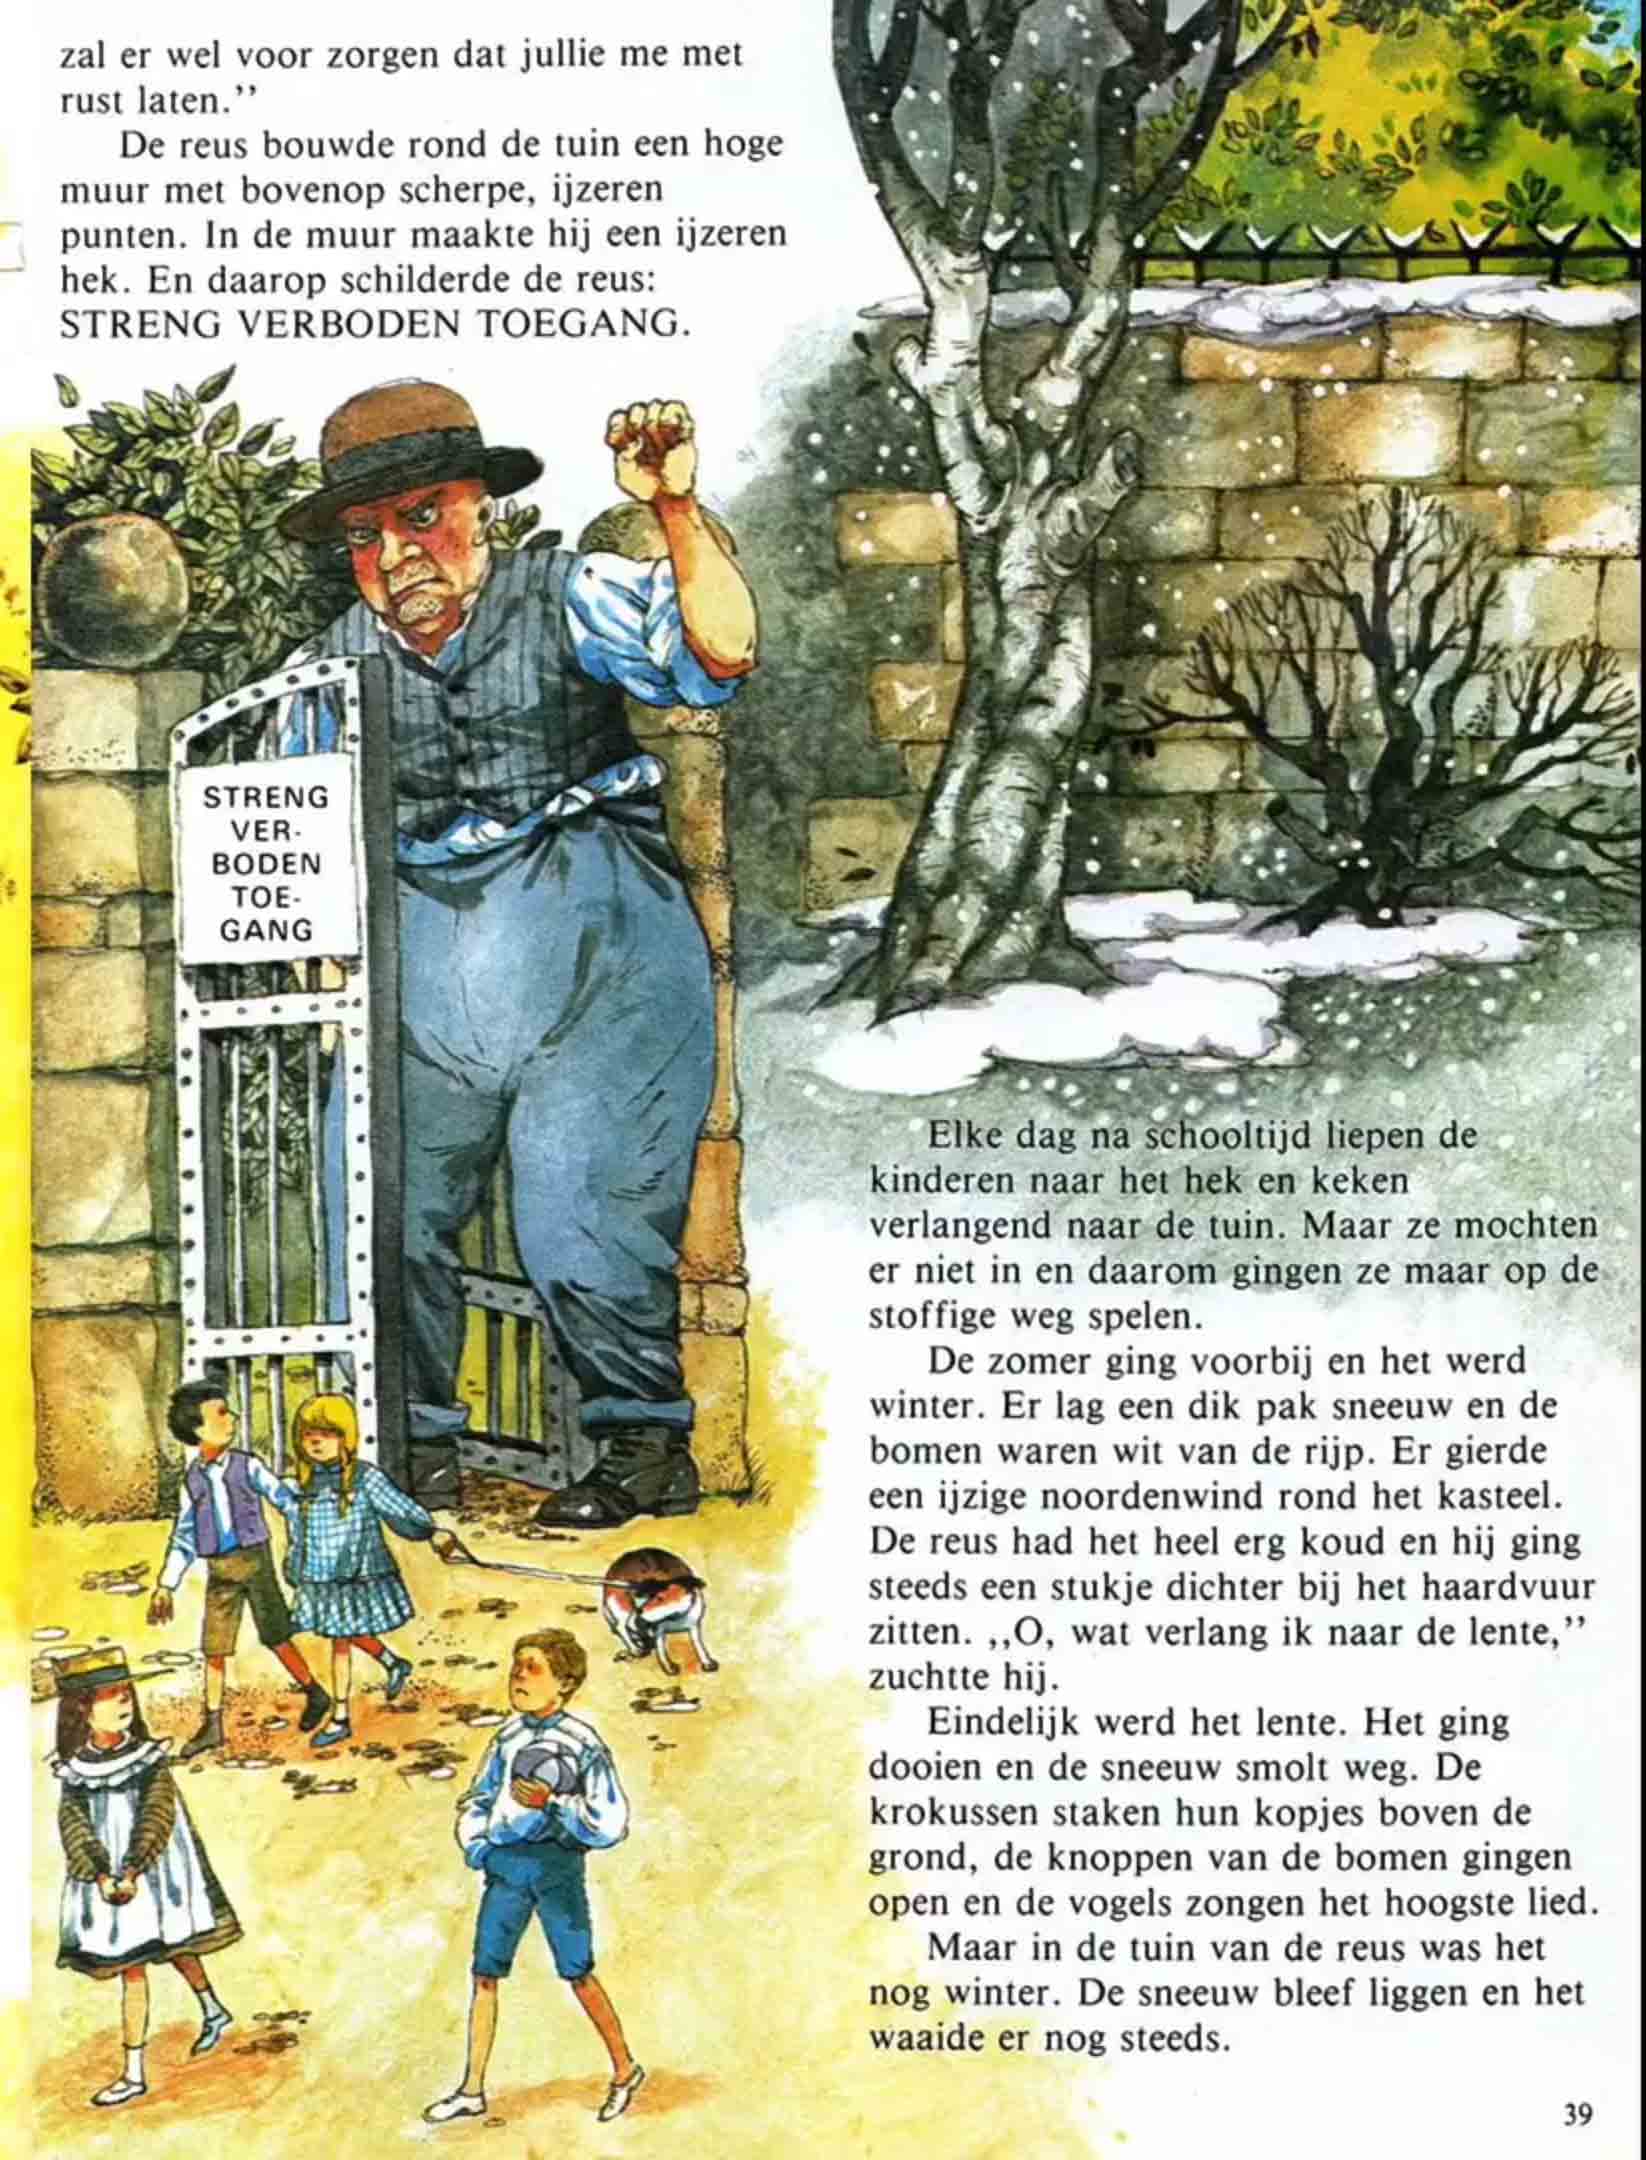 zal er wel voor zorgen dat jullie me met
rust laten.’’
De reus bouwde rond de tuin een hoge
muur met bovenop scherpe, ijzeren
punten. In de muur maakte hij een ijzeren
hek. En daarop schilderde de reus:
STRENG VERBODEN TOEGANG.
STRENG
VER-
BODEN
TOE-
GANG
Elke dag na schooltijd liepen de
kinderen naar het hek en keken
verlangend naar de tuin. Maar ze mochten
er niet in en daarom gingen ze maar op de
stoffige weg spelen.
De zomer ging voorbij en het werd
winter. Er lag een dik pak sneeuw en de
bomen waren wit van de rijp. Er gierde
een ijzige noordenwind rond het kasteel.
De reus had het heel erg koud en hij ging
steeds een stukje dichter bij het haardvuur
zitten. ,,O, wat verlang ik naar de lente,’’
zuchtte hij.
Eindelijk werd het lente. Het ging
dooien en de sneeuw smolt weg. De
krokussen staken hun kopjes boven de
grond, de knoppen van de bomen gingen
open en de vogels zongen het hoogste lied.
Maar in de tuin van de reus was het
nog winter. De sneeuw bleef liggen en het
waaide er nog steeds.
39